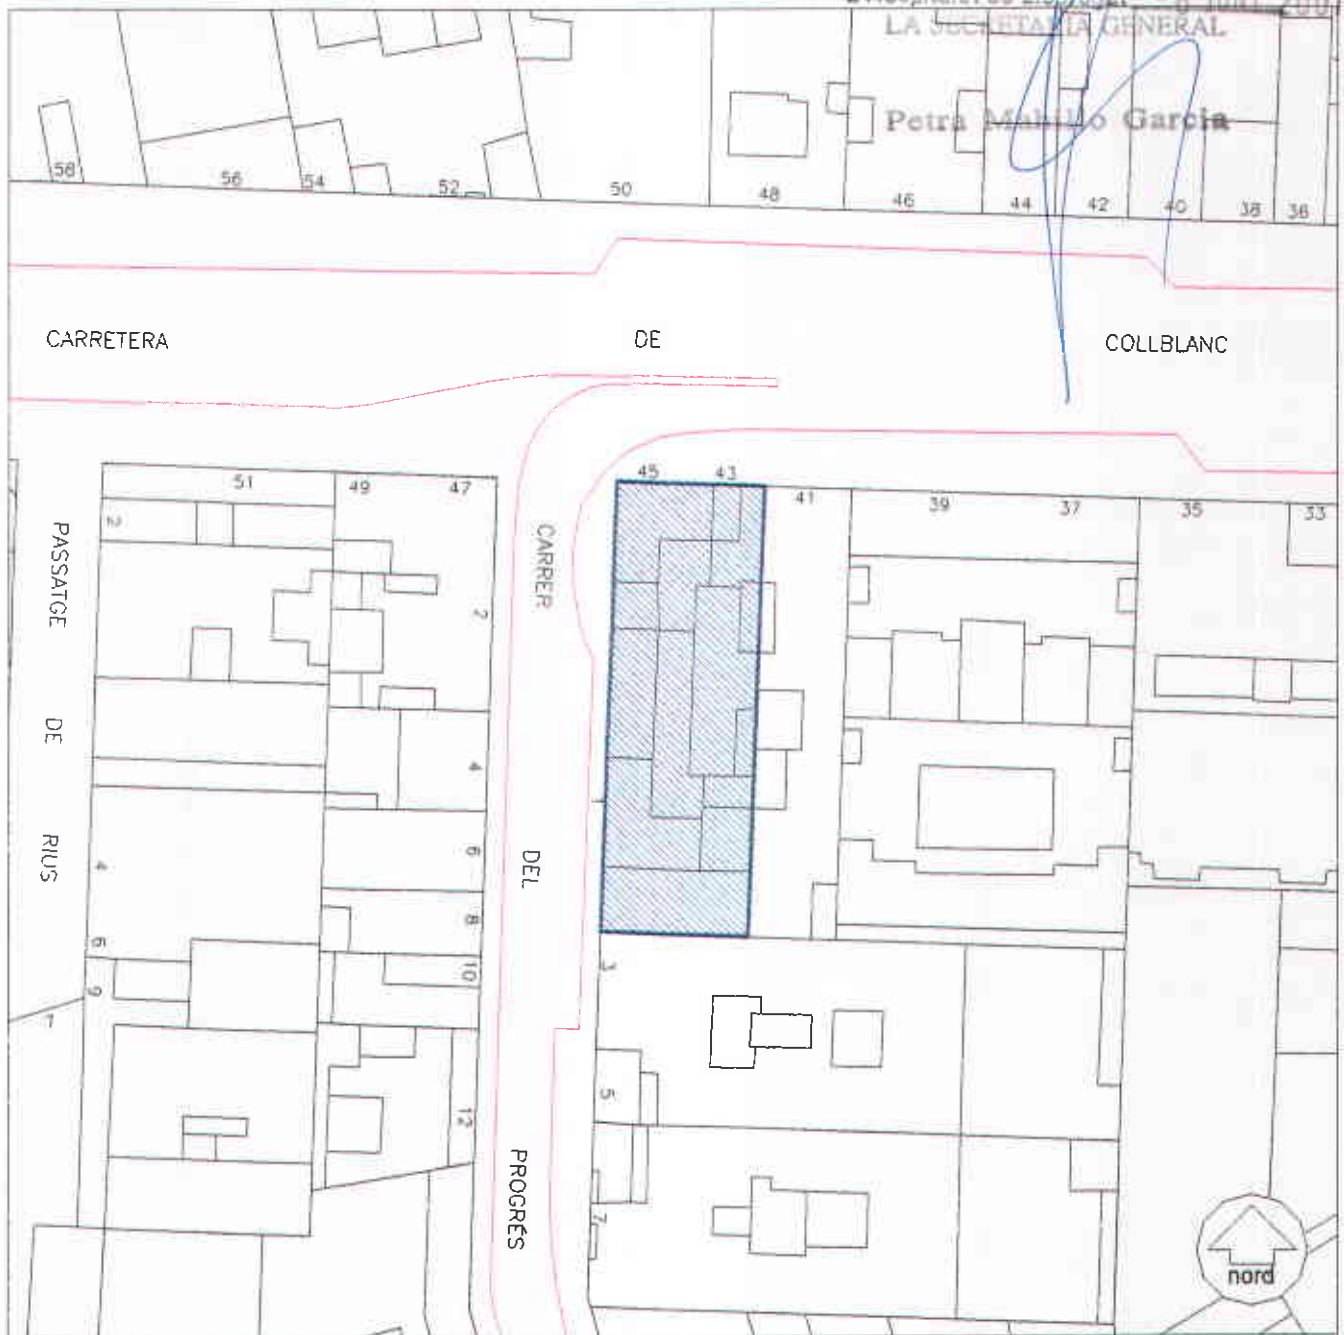 LA SECRETARIA GENERAL
Petra Mahillo Garcia
58 56 54 52 50 48 46 44 42 40 38 36
CARRETERA DE COLLBLANC
51 49 47 45 43 41 39 37 35 33
PASSATGE DE RIUS
2
4
6
9
7
2
4
6
8
10
12
CARRER DEL PROGRÉS
3
5
7
nord